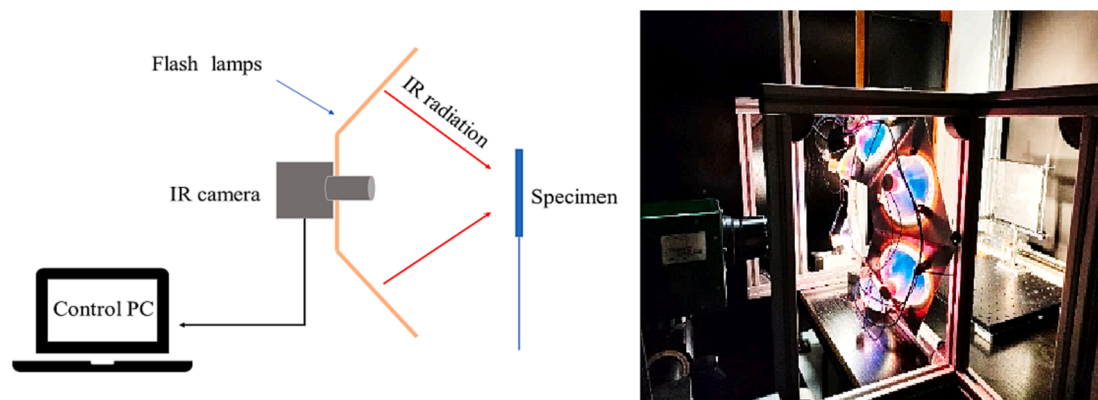 Flash lamps
IR radiation
IR camera
Specimen
Control PC